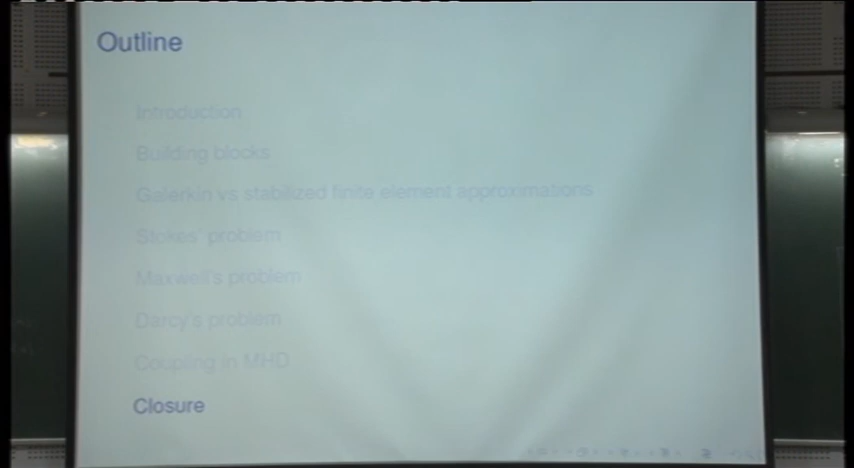 Outline
Introduction
Building blocks
Galerkin vs stabilized finite element approximations
Stokes' problem
Maxwell's problem
Darcy's problem
Coupling in MHD
Closure